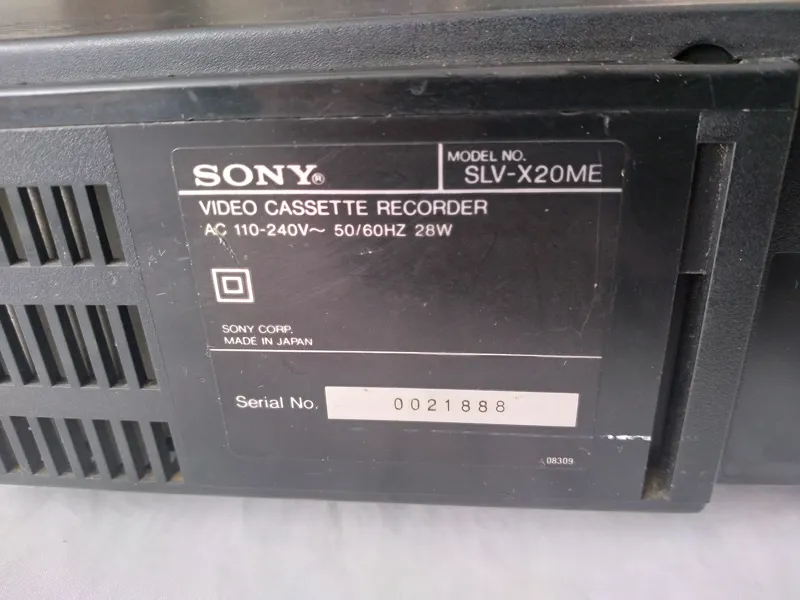 SONY®
MODEL NO.
SLV-X20ME
VIDEO CASSETTE RECORDER
AC 110-240V~ 50/60HZ 28W
SONY CORP.
MADE IN JAPAN
Serial No. 0021888
08309